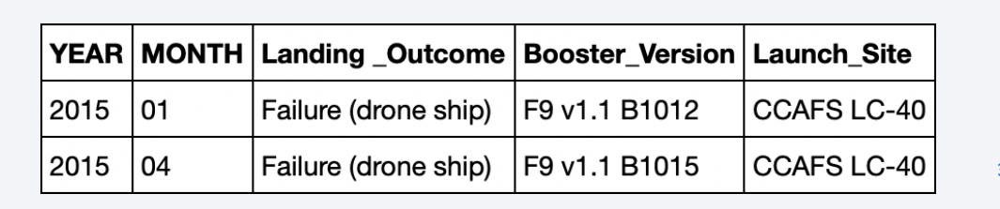 YEAR MONTH Landing _Outcome Booster_Version Launch_Site
2015 01 Failure (drone ship) F9 v1.1 B1012 CCAFS LC-40
2015 04 Failure (drone ship) F9 v1.1 B1015 CCAFS LC-40